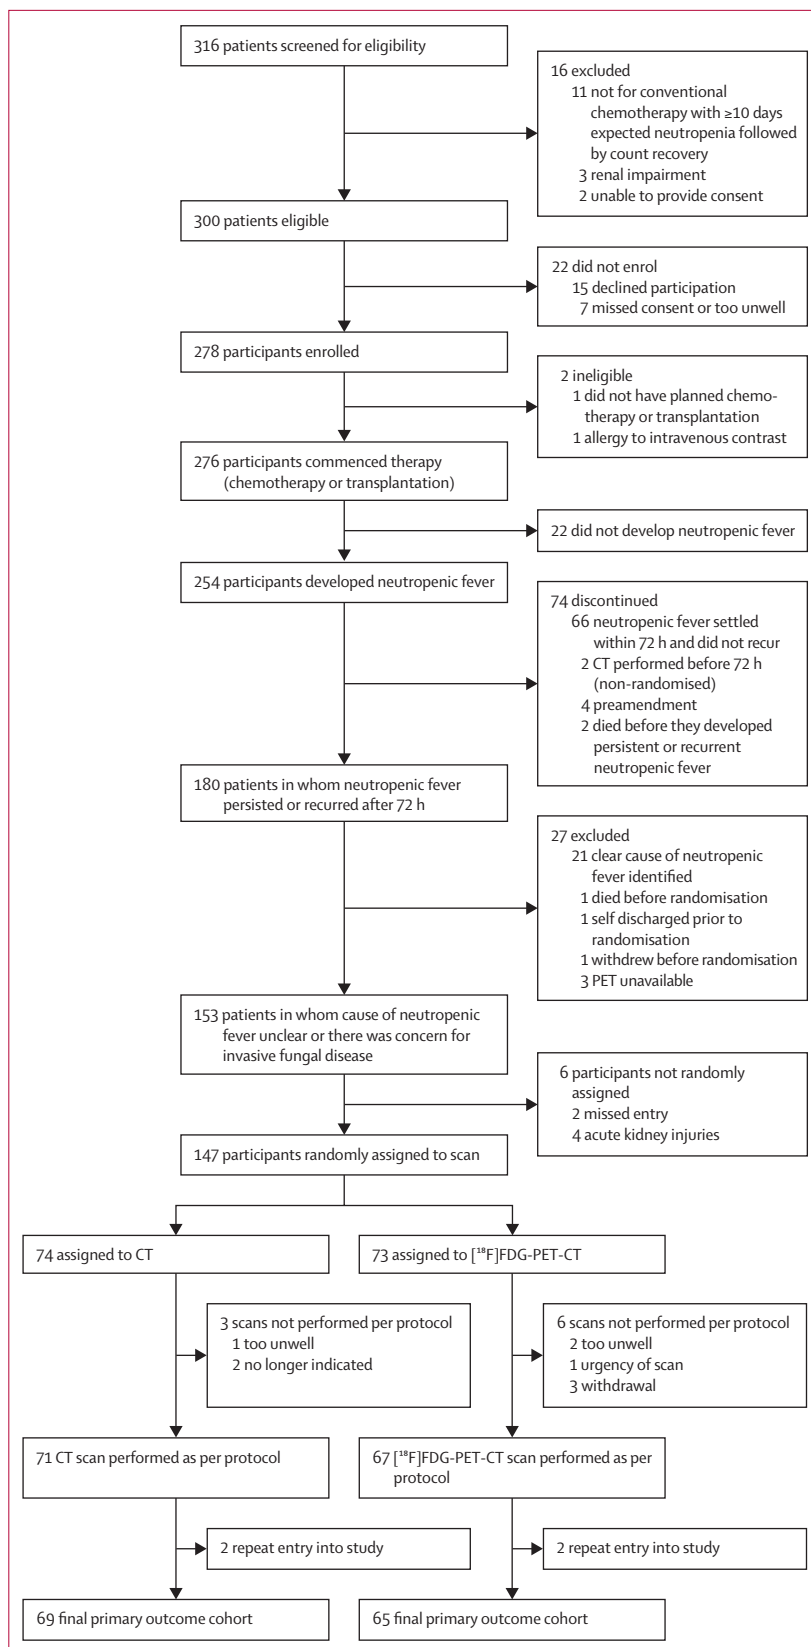 316 patients screened for eligibility
16 excluded
11 not for conventional
chemotherapy with ≥10 days
expected neutropenia followed
by count recovery
3 renal impairment
2 unable to provide consent
300 patients eligible
22 did not enrol
15 declined participation
7 missed consent or too unwell
278 participants enrolled
2 ineligible
1 did not have planned chemo-
therapy or transplantation
1 allergy to intravenous contrast
276 participants commenced therapy
(chemotherapy or transplantation)
22 did not develop neutropenic fever
254 participants developed neutropenic fever
74 discontinued
66 neutropenic fever settled
within 72 h and did not recur
2 CT performed before 72 h
(non-randomised)
4 preamendment
2 died before they developed
persistent or recurrent
neutropenic fever
180 patients in whom neutropenic fever
persisted or recurred after 72 h
27 excluded
21 clear cause of neutropenic
fever identified
1 died before randomisation
1 self discharged prior to
randomisation
1 withdrew before randomisation
3 PET unavailable
153 patients in whom cause of neutropenic
fever unclear or there was concern for
invasive fungal disease
6 participants not randomly
assigned
2 missed entry
4 acute kidney injuries
147 participants randomly assigned to scan
74 assigned to CT
73 assigned to [¹⁸F]FDG-PET-CT
3 scans not performed per protocol
1 too unwell
2 no longer indicated
6 scans not performed per protocol
2 too unwell
1 urgency of scan
3 withdrawal
71 CT scan performed as per protocol
67 [¹⁸F]FDG-PET-CT scan performed as per
protocol
2 repeat entry into study
2 repeat entry into study
69 final primary outcome cohort
65 final primary outcome cohort